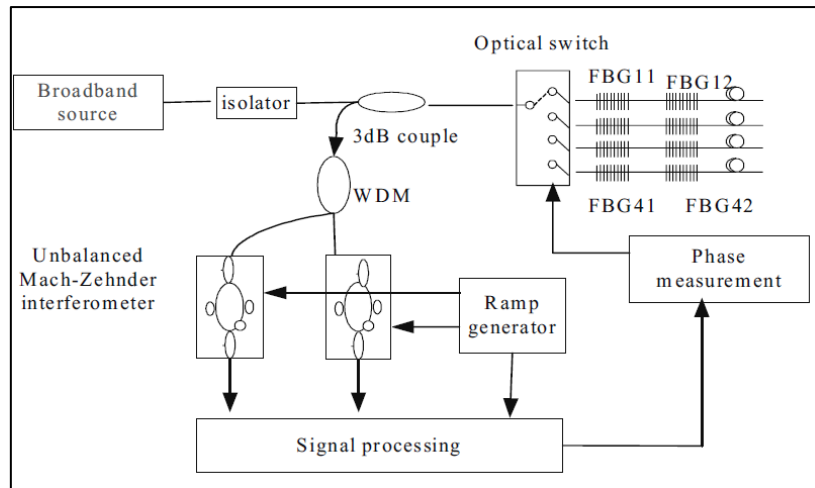 Optical switch
Broadband
source
isolator
FBG11
FBG12
3dB couple
WDM
FBG41
FBG42
Unbalanced
Mach-Zehnder
interferometer
Ramp
generator
Phase
measurement
Signal processing